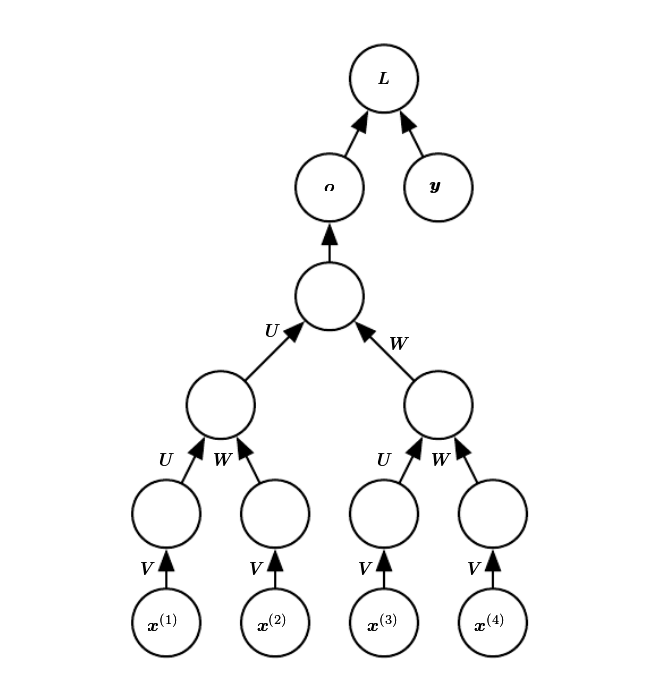 L
o y
U W
U W U W
V V V V
x^(1) x^(2) x^(3) x^(4)